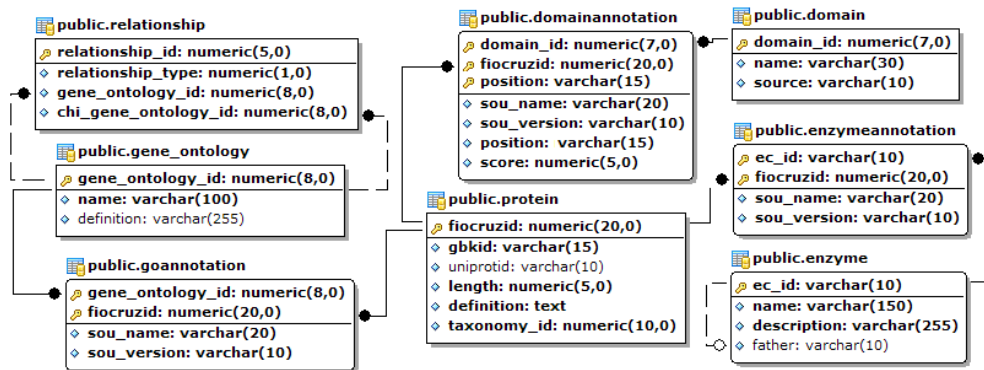 public.relationship
relationship_id: numeric(5,0)
relationship_type: numeric(1,0)
gene_ontology_id: numeric(8,0)
chi_gene_ontology_id: numeric(8,0)
public.gene_ontology
gene_ontology_id: numeric(8,0)
name: varchar(100)
definition: varchar(255)
public.goannotation
gene_ontology_id: numeric(8,0)
fiocruzid: numeric(20,0)
sou_name: varchar(20)
sou_version: varchar(10)
public.domainannotation
domain_id: numeric(7,0)
fiocruzid: numeric(20,0)
position: varchar(15)
sou_name: varchar(20)
sou_version: varchar(10)
position: varchar(15)
score: numeric(5,0)
public.protein
fiocruzid: numeric(20,0)
gbkid: varchar(15)
uniprotid: varchar(10)
length: numeric(5,0)
definition: text
taxonomy_id: numeric(10,0)
public.domain
domain_id: numeric(7,0)
name: varchar(30)
source: varchar(10)
public.enzymeannotation
ec_id: varchar(10)
fiocruzid: numeric(20,0)
sou_name: varchar(20)
sou_version: varchar(10)
public.enzyme
ec_id: varchar(10)
name: varchar(150)
description: varchar(255)
father: varchar(10)